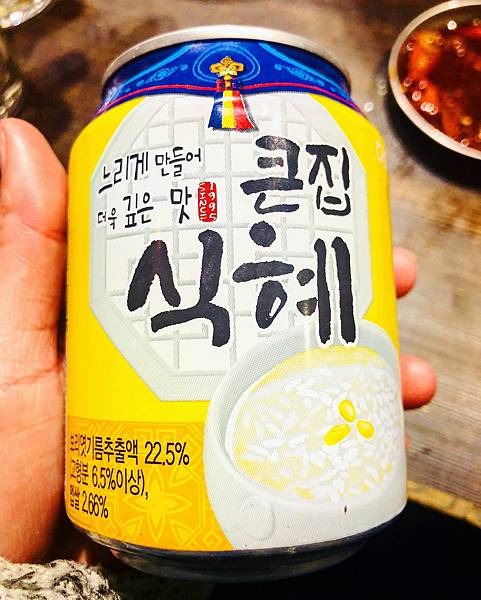 느리게 만들어
더욱 깊은 맛
SINCE
1995
큰집
식혜
보리엿기름추출액 22.5%
(고형분 6.5%이상),
멥쌀 2.66%